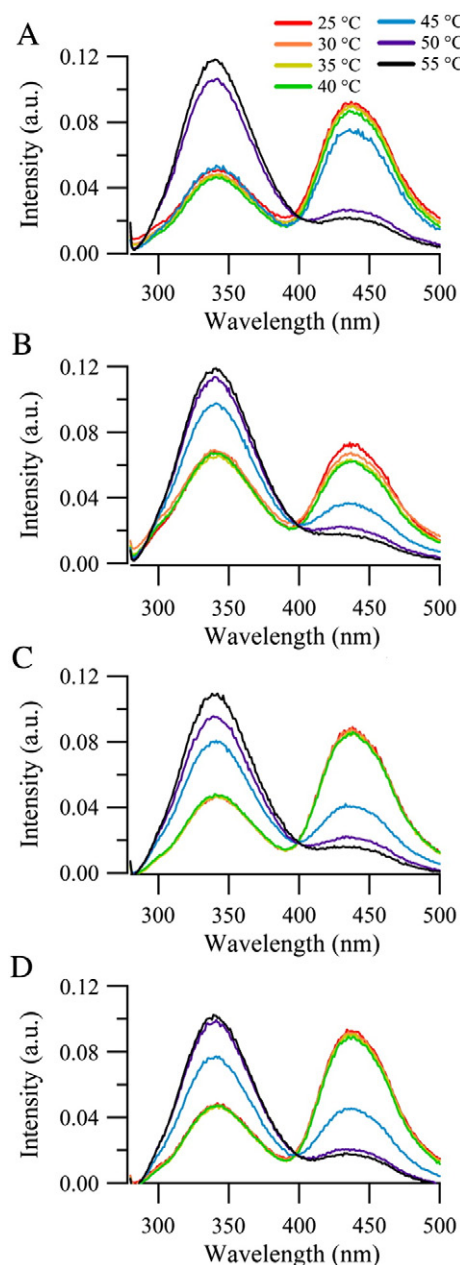 A
25 °C
30 °C
35 °C
40 °C
45 °C
50 °C
55 °C
Intensity (a.u.)
0.12
0.08
0.04
0.00
300 350 400 450 500
Wavelength (nm)
B
Intensity (a.u.)
0.12
0.08
0.04
0.00
300 350 400 450 500
Wavelength (nm)
C
Intensity (a.u.)
0.12
0.08
0.04
0.00
300 350 400 450 500
Wavelength (nm)
D
Intensity (a.u.)
0.12
0.08
0.04
0.00
300 350 400 450 500
Wavelength (nm)